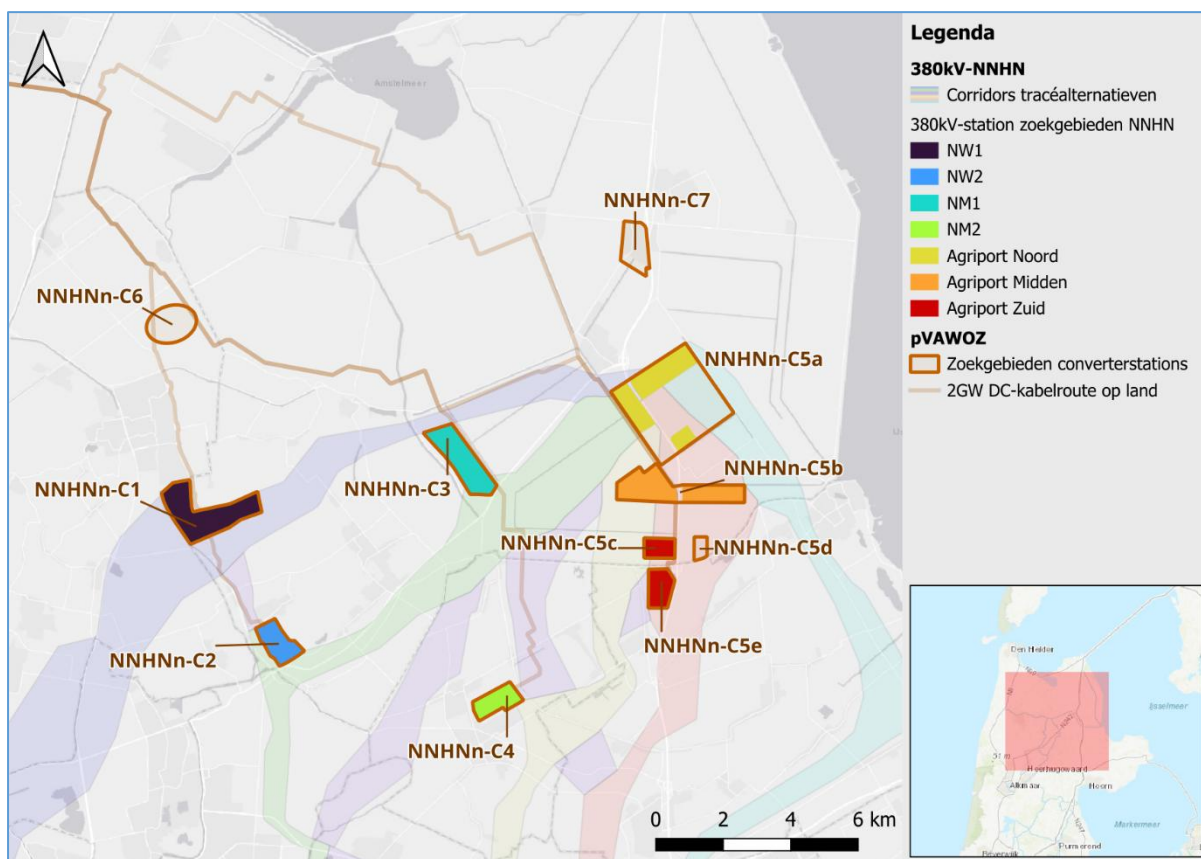 Amstelmeer
NNHNn-C7
NNHNn-C6
NNHNn-C5a
NNHNn-C5b
NNHNn-C3
NNHNn-C1
NNHNn-C5c
NNHNn-C5d
NNHNn-C5e
NNHNn-C2
NNHNn-C4
0 2 4 6 km
Legenda
380kV-NNHN
Corridors tracéalternatieven
380kV-station zoekgebieden NNHN
NW1
NW2
NM1
NM2
Agriport Noord
Agriport Midden
Agriport Zuid
pVAWOZ
Zoekgebieden converterstations
2GW DC-kabelroute op land
Den Helder
IJsselmeer
Heerhugowaard
Alkmaar
Hoorn
Markermeer
Purmerend
Beverwijk